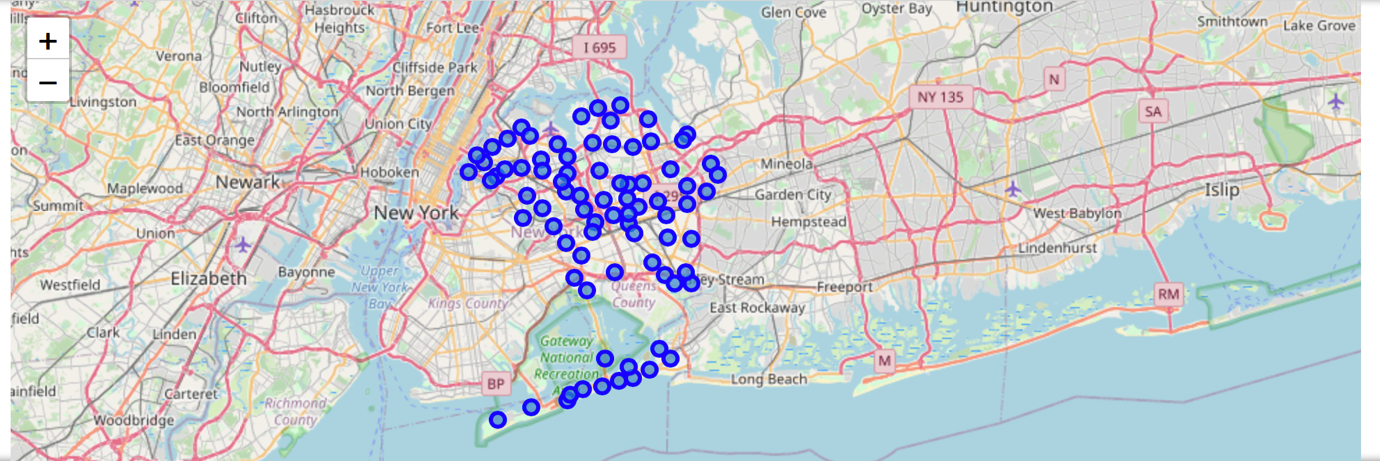 Hasbrouck
Heights
Clifton
Fort Lee
Glen Cove
Oyster Bay
Huntington
Smithtown
Lake Grove
+
−
I 695
Verona
Nutley
Cliffside Park
Bloomfield
North Bergen
N
NY 135
SA
Livingston
North Arlington
Union City
East Orange
Mineola
Hoboken
Maplewood
Newark
Garden City
Islip
Summit
New York
Hempstead
West Babylon
Union
Lindenhurst
Bayonne
Upper
New York
Bay
Elizabeth
Westfield
ey Stream
Freeport
Queens
County
Kings County
RM
East Rockaway
field
Clark
Linden
Gateway
National
Recreation
M
BP
Long Beach
ainfield
Carteret
Richmond
County
Woodbridge